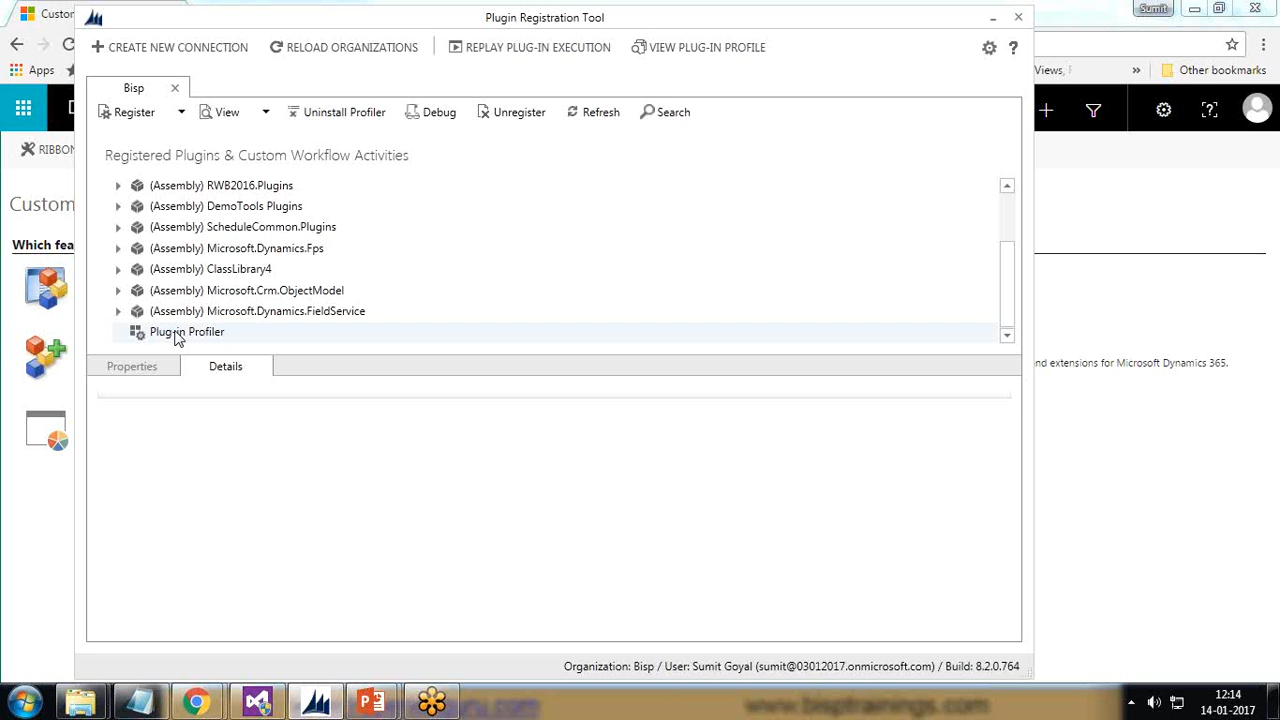 Custom
Plugin Registration Tool
Sumit
CREATE NEW CONNECTION
RELOAD ORGANIZATIONS
REPLAY PLUG-IN EXECUTION
VIEW PLUG-IN PROFILE
Apps
Views,
Other bookmarks
Bisp
Register
View
Uninstall Profiler
Debug
Unregister
Refresh
Search
RIBBON
Registered Plugins & Custom Workflow Activities
(Assembly) RWB2016.Plugins
(Assembly) DemoTools Plugins
(Assembly) ScheduleCommon.Plugins
(Assembly) Microsoft.Dynamics.Fps
(Assembly) ClassLibrary4
(Assembly) Microsoft.Crm.ObjectModel
(Assembly) Microsoft.Dynamics.FieldService
Plug-in Profiler
Custom
Which fea
nd extensions for Microsoft Dynamics 365.
Properties
Details
Organization: Bisp / User: Sumit Goyal (sumit@03012017.onmicrosoft.com) / Build: 8.2.0.764
www.bisptrainings.com
12:14
14-01-2017